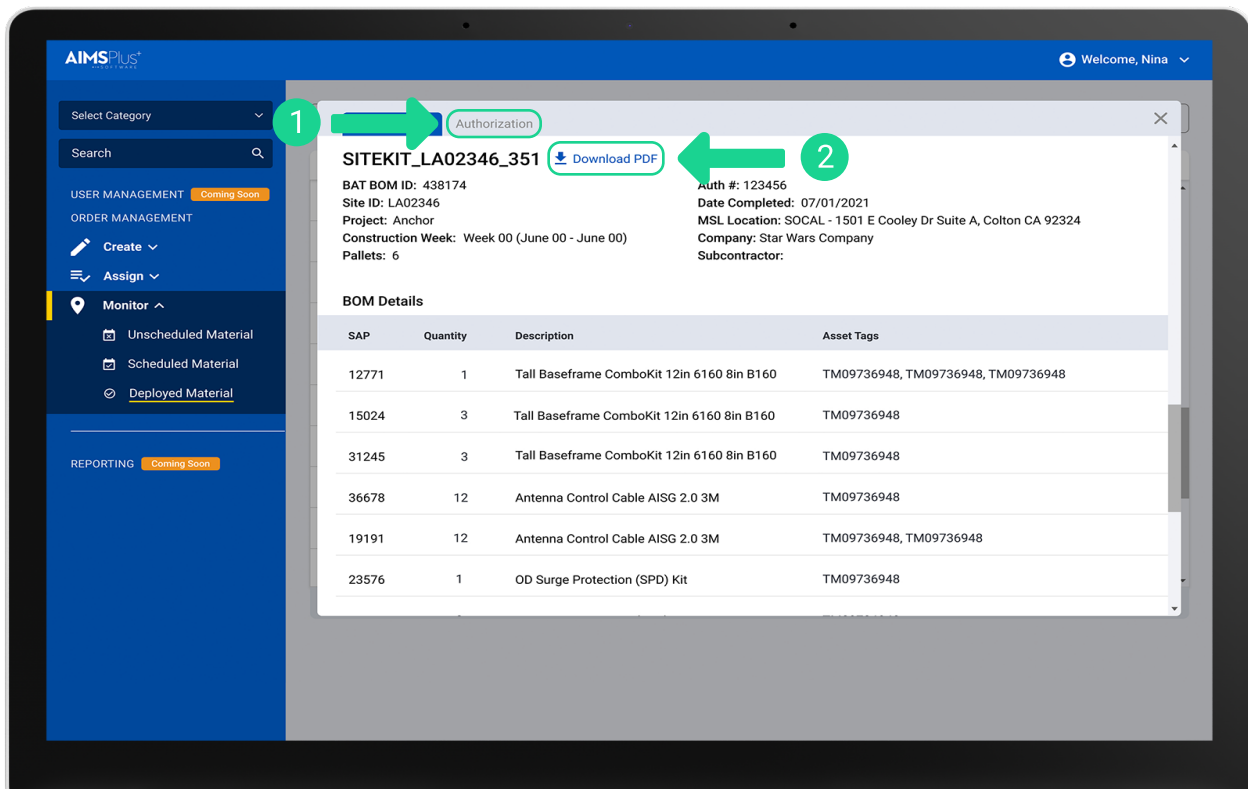 AIMSPlus+
SOFTWARE
Welcome, Nina
Select Category
Search
USER MANAGEMENT Coming Soon
ORDER MANAGEMENT
Create
Assign
Monitor
Unscheduled Material
Scheduled Material
Deployed Material
REPORTING Coming Soon
1
Authorization
SITEKIT_LA02346_351 Download PDF
2
BAT BOM ID: 438174
Site ID: LA02346
Project: Anchor
Construction Week: Week 00 (June 00 - June 00)
Pallets: 6
Auth #: 123456
Date Completed: 07/01/2021
MSL Location: SOCAL - 1501 E Cooley Dr Suite A, Colton CA 92324
Company: Star Wars Company
Subcontractor:
BOM Details
SAP Quantity Description Asset Tags
12771 1 Tall Baseframe ComboKit 12in 6160 8in B160 TM09736948, TM09736948, TM09736948
15024 3 Tall Baseframe ComboKit 12in 6160 8in B160 TM09736948
31245 3 Tall Baseframe ComboKit 12in 6160 8in B160 TM09736948
36678 12 Antenna Control Cable AISG 2.0 3M TM09736948
19191 12 Antenna Control Cable AISG 2.0 3M TM09736948, TM09736948
23576 1 OD Surge Protection (SPD) Kit TM09736948